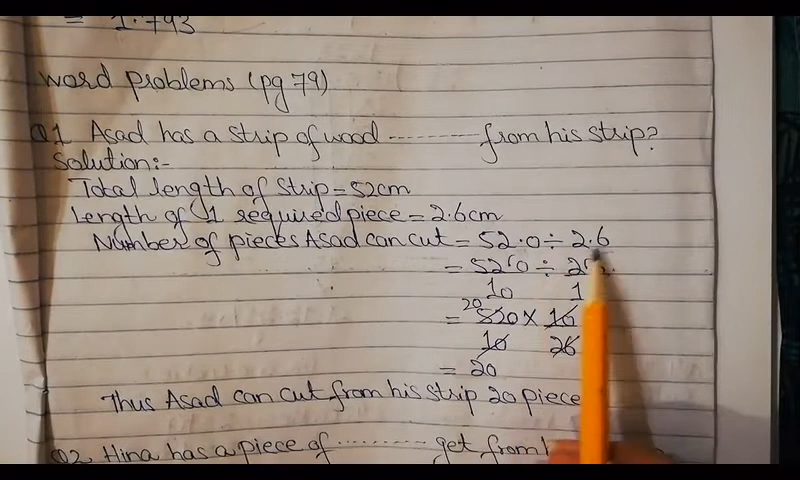 = 1.793
Word problems (pg 79)
Q1 Asad has a strip of wood ---------- from his strip?
Solution:-
Total length of strip = 52cm
Length of 1 required piece = 2.6cm
Number of pieces Asad can cut = 52.0 ÷ 2.6
= 520 ÷
10 1
20
= 520 × 10
10 26
= 20
Thus Asad can cut from his strip 20 piece
Q2 Hina has a piece of ---------- get from